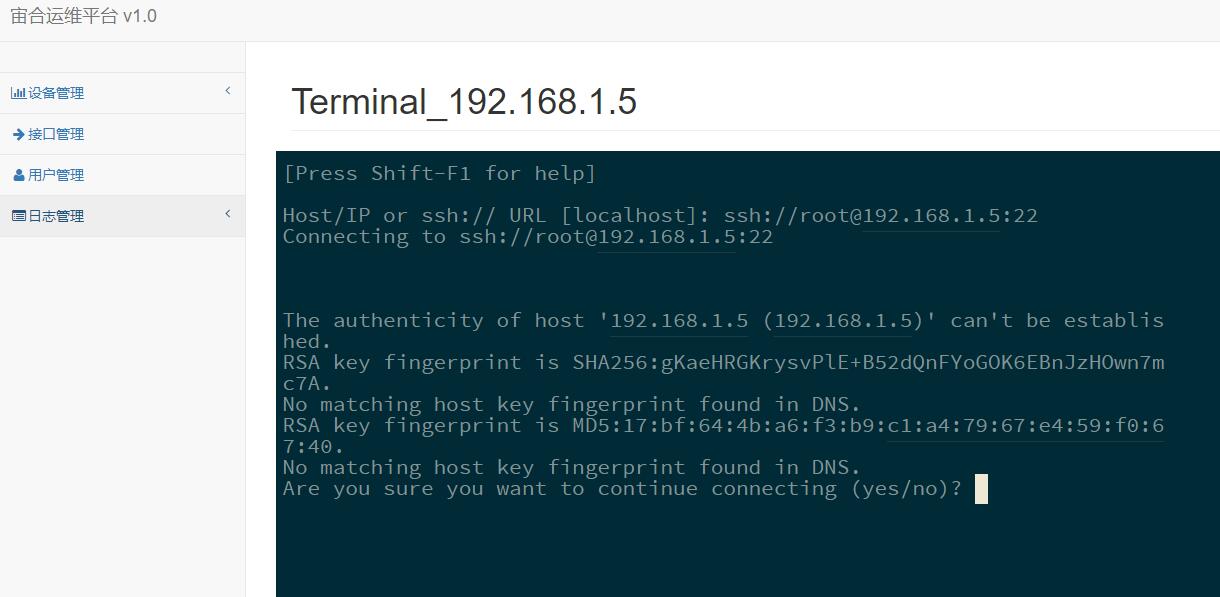 宙合运维平台 v1.0
设备管理
接口管理
用户管理
日志管理
Terminal_192.168.1.5
[Press Shift-F1 for help]
Host/IP or ssh:// URL [localhost]: ssh://root@192.168.1.5:22
Connecting to ssh://root@192.168.1.5:22
The authenticity of host '192.168.1.5 (192.168.1.5)' can't be establis
hed.
RSA key fingerprint is SHA256:gKaeHRGKrysvPlE+B52dQnFYoGOK6EBnJzHOwn7m
c7A.
No matching host key fingerprint found in DNS.
RSA key fingerprint is MD5:17:bf:64:4b:a6:f3:b9:c1:a4:79:67:e4:59:f0:6
7:40.
No matching host key fingerprint found in DNS.
Are you sure you want to continue connecting (yes/no)?